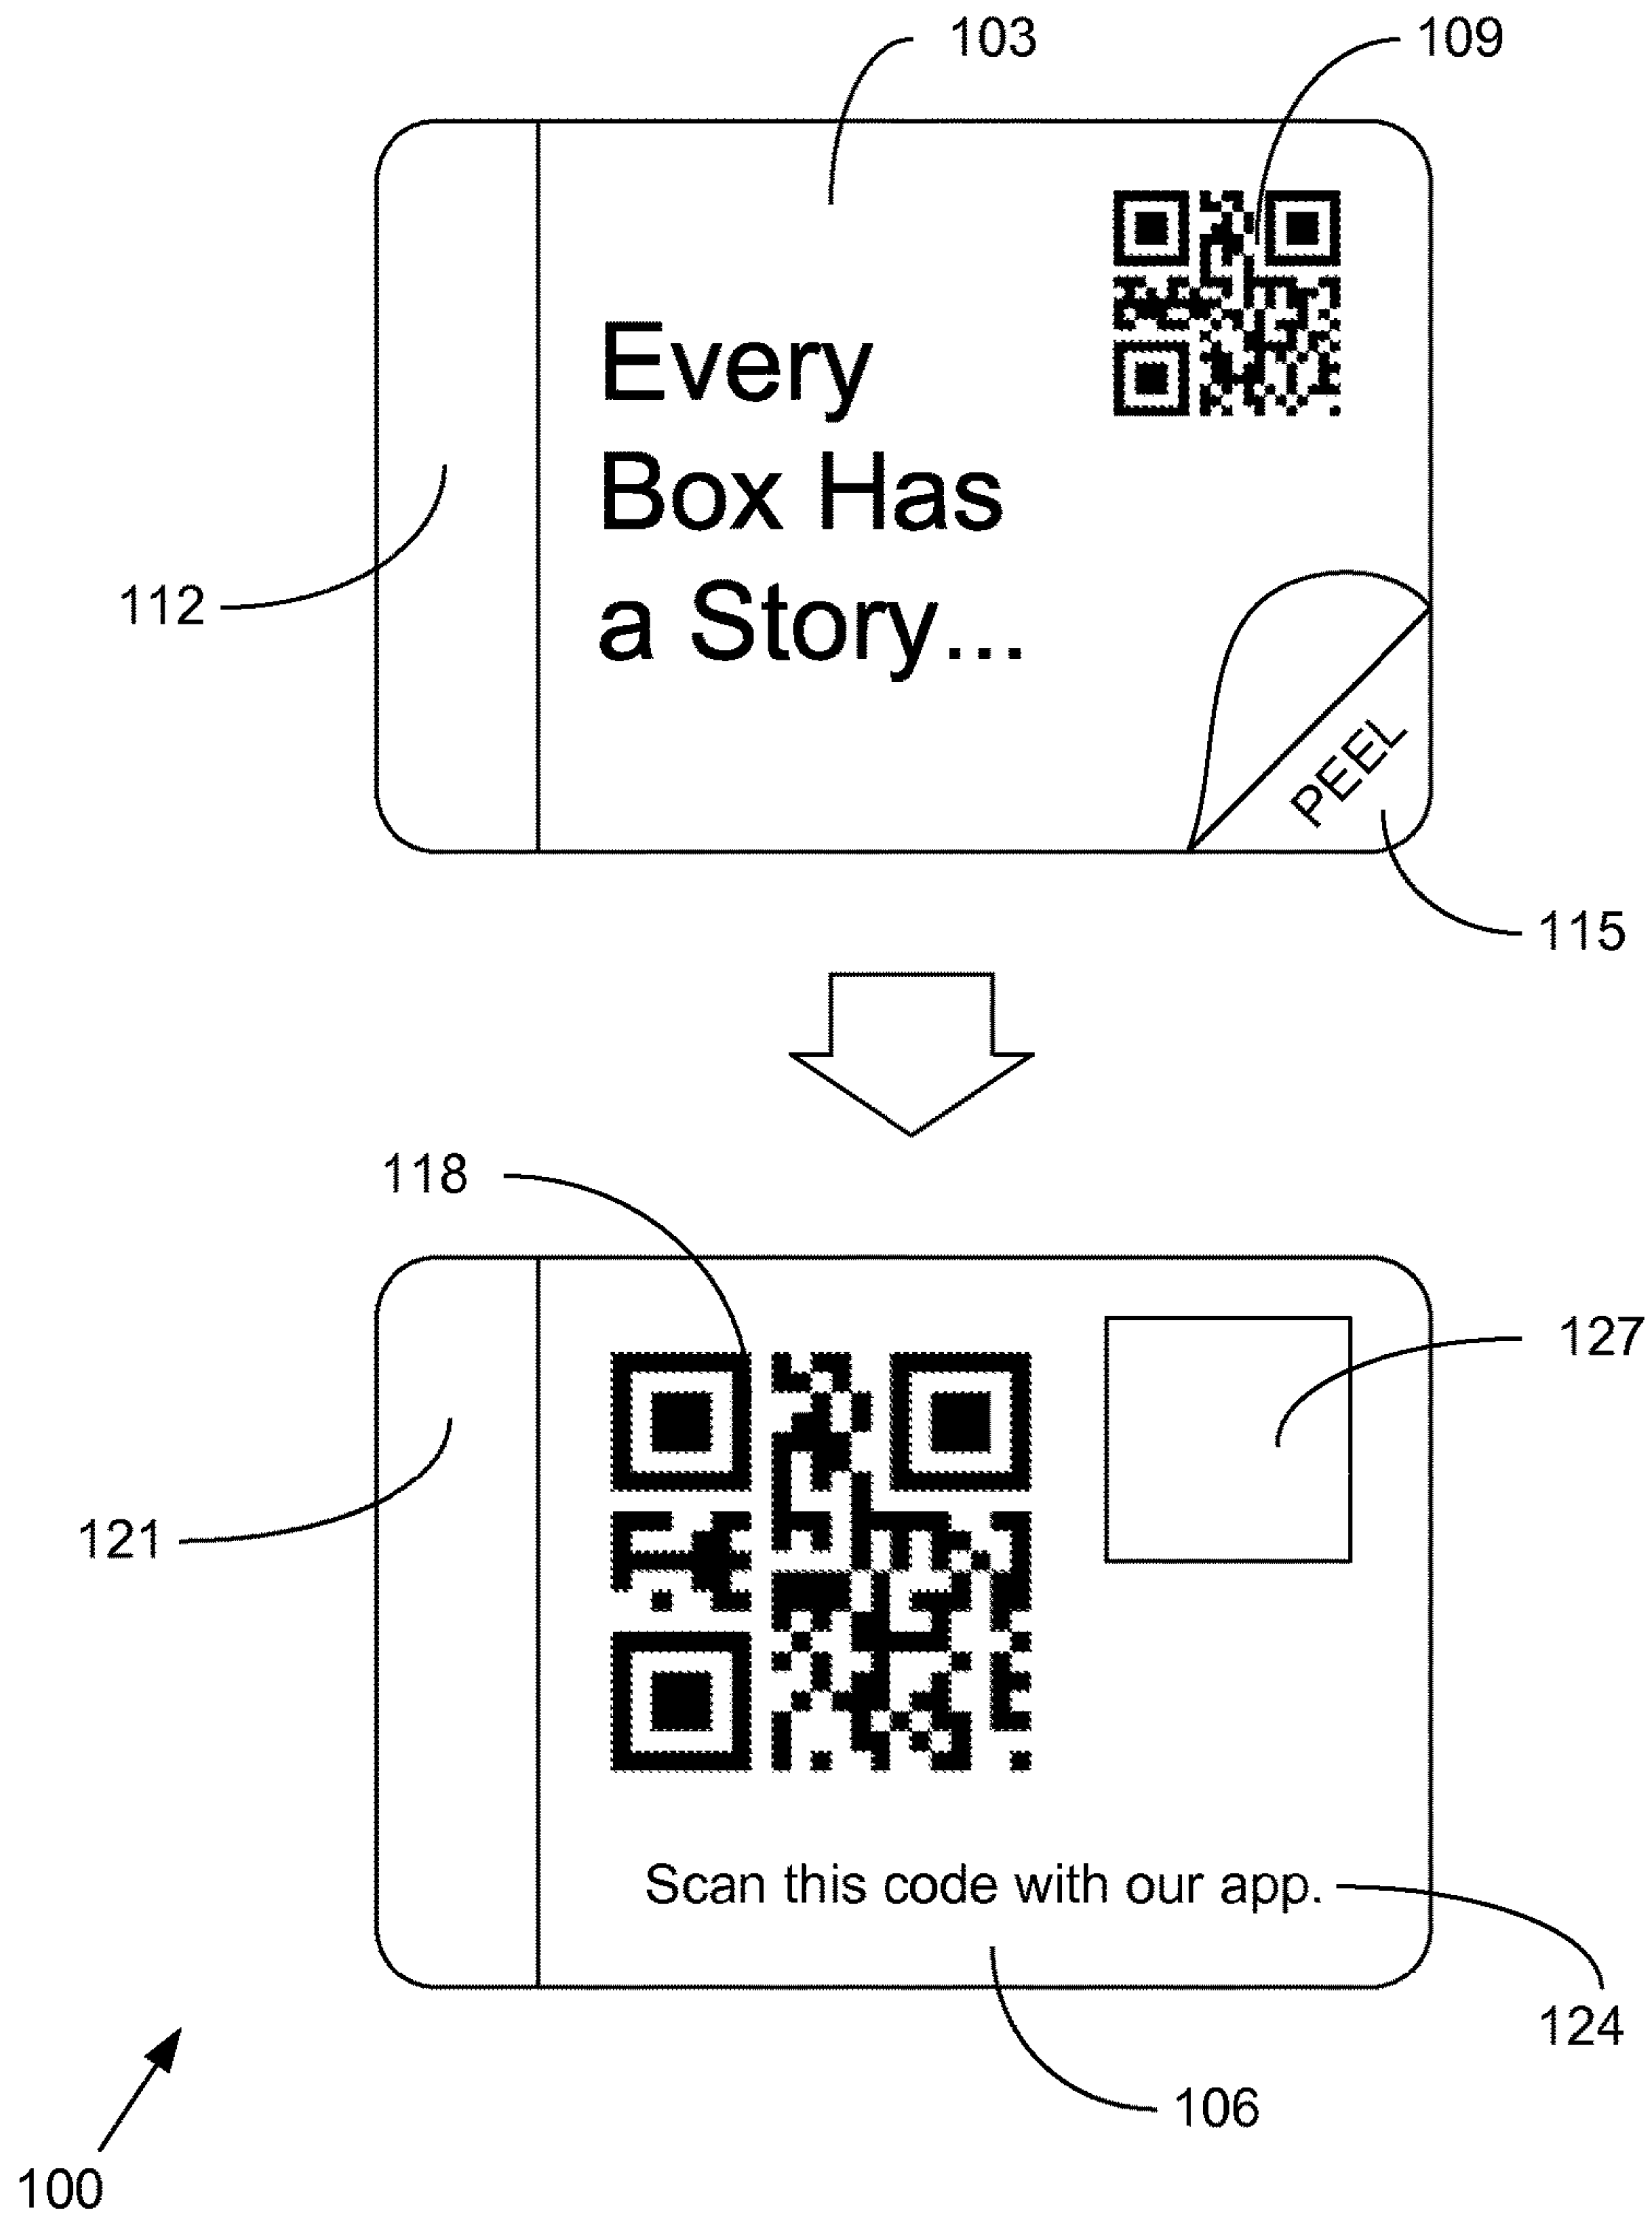 103
109
Every
Box Has
a Story...
112
PEEL
115
118
127
121
Scan this code with our app.
124
106
100